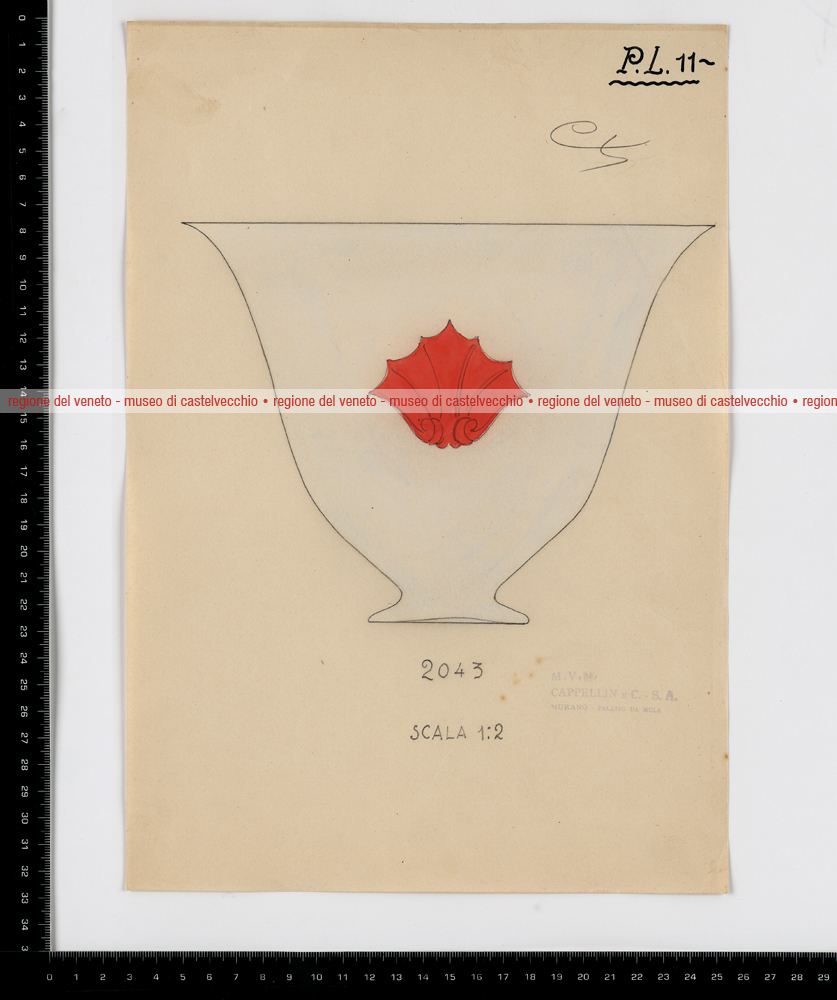 P.L. 11~
regione del veneto - museo di castelvecchio • regione del veneto - museo di castelvecchio • regione del veneto - museo di castelvecchio • region
2043
M.V.M.
CAPPELLIN e C. - S. A.
MURANO - PALAZZO DA MULA
SCALA 1:2
0 1 2 3 4 5 6 7 8 9 10 11 12 13 14 15 16 17 18 19 20 21 22 23 24 25 26 27 28 29 30 31 32 33 34 3
0 1 2 3 4 5 6 7 8 9 10 11 12 13 14 15 16 17 18 19 20 21 22 23 24 25 26 27 28 29